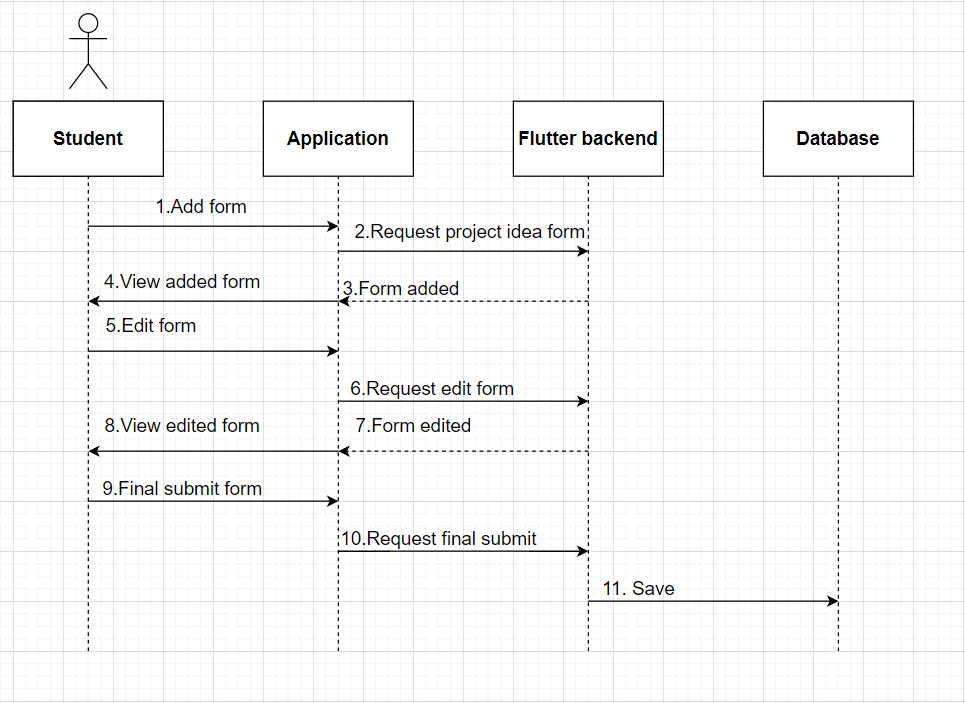 Student
Application
Flutter backend
Database
1.Add form
2.Request project idea form
3.Form added
4.View added form
5.Edit form
6.Request edit form
7.Form edited
8.View edited form
9.Final submit form
10.Request final submit
11. Save